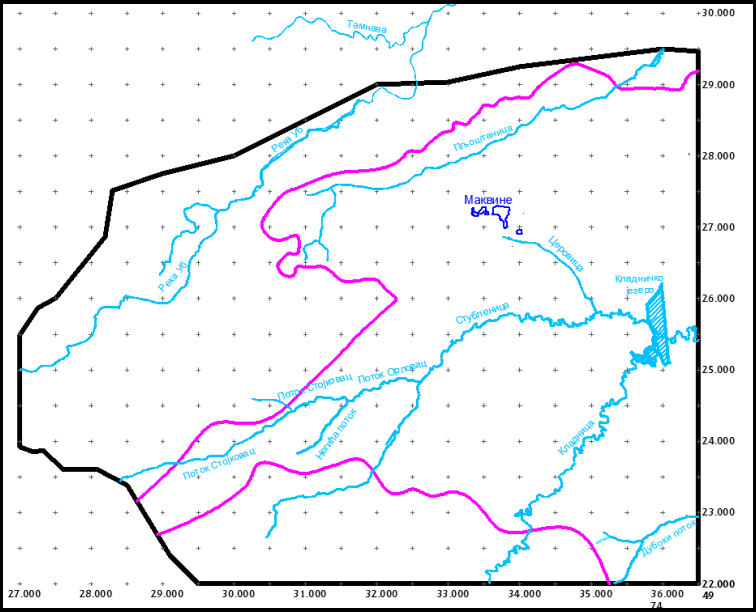 30.000
Тамнава
29.000
Река Уб
Пљоштаница
28.000
Маквине
27.000
Церовица
Река Уб
Кладничко
језеро
26.000
Стубленица
25.000
Поток Стојковац
Поток Орловац
Негића поток
Кладница
24.000
Поток Стојковац
23.000
Дубоки поток
22.000
27.000 28.000 29.000 30.000 31.000 32.000 33.000 34.000 35.000 36.000 49
74